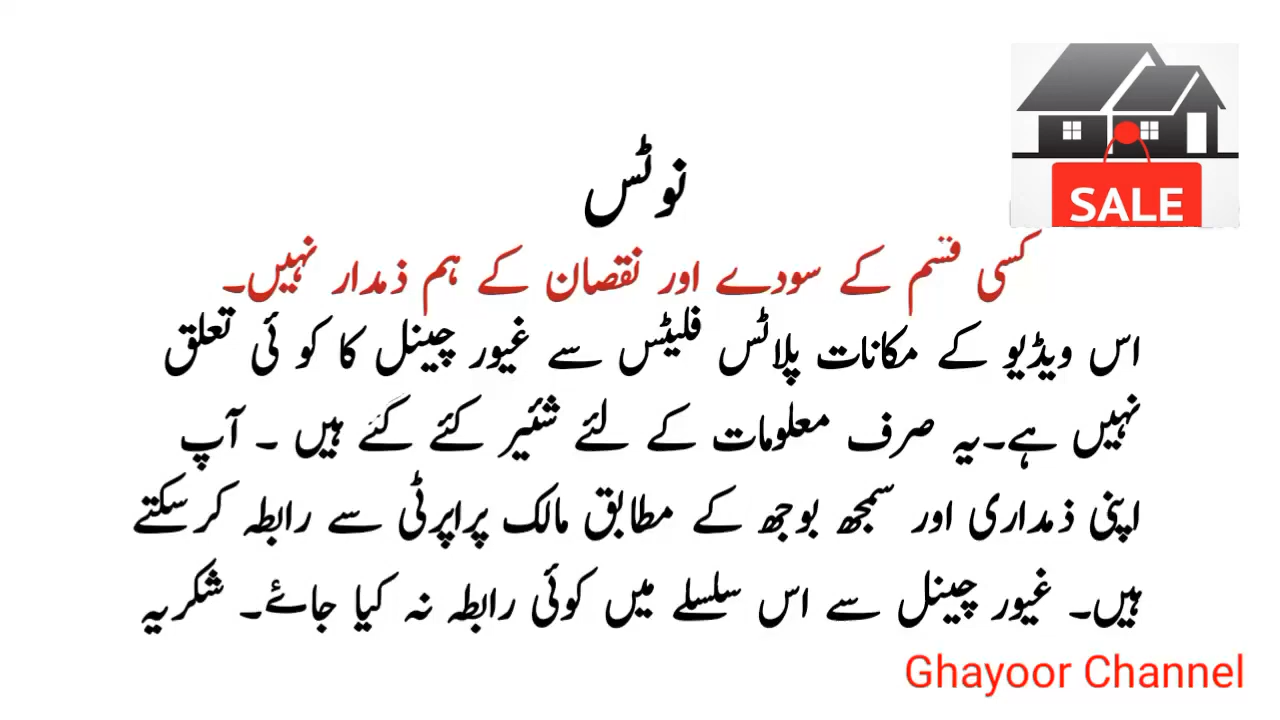 SALE
نوٹس
کسی قسم کے سودے اور نقصان کے ہم ذمدار نہیں۔
اس ویڈیو کے مکانات پلاٹس فلیٹس سے غیور چینل کا کوئی تعلق
نہیں ہے۔یہ صرف معلومات کے لئے شئیر کئے گئے ہیں ۔ آپ
اپنی ذمداری اور سمجھ بوجھ کے مطابق مالک پراپرٹی سے رابطہ کرسکتے
ہیں۔ غیور چینل سے اس سلسلے میں کوئی رابطہ نہ کیا جائے۔ شکریہ
Ghayoor Channel